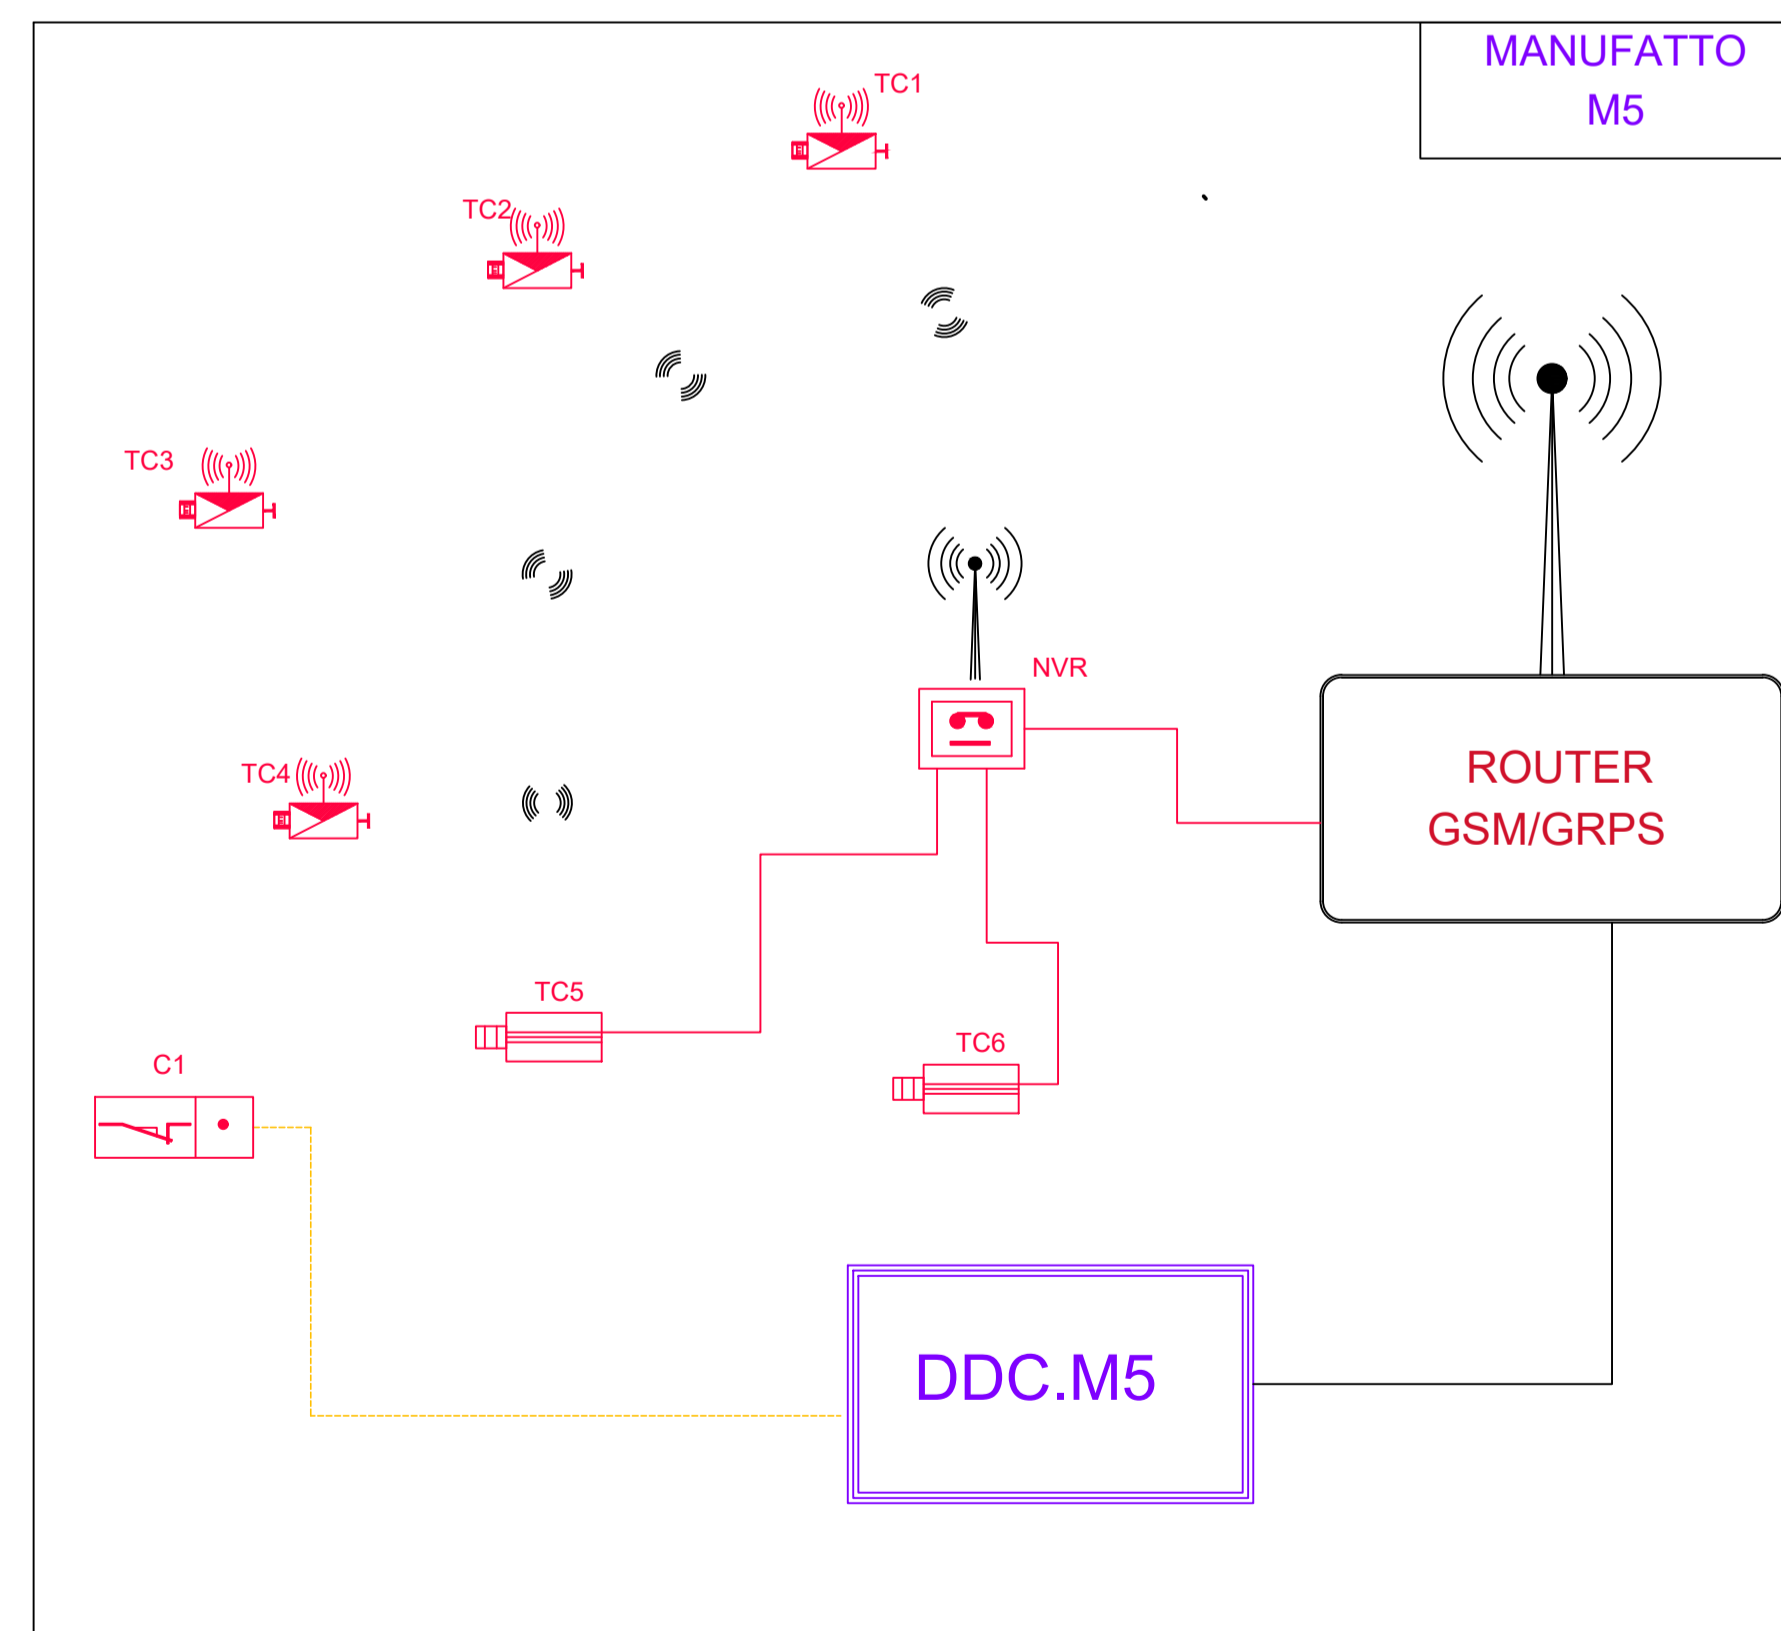 MANUFATTO
M5
TC1
TC2
TC3
NVR
ROUTER
GSM/GRPS
TC4
TC5
TC6
C1
DDC.M5